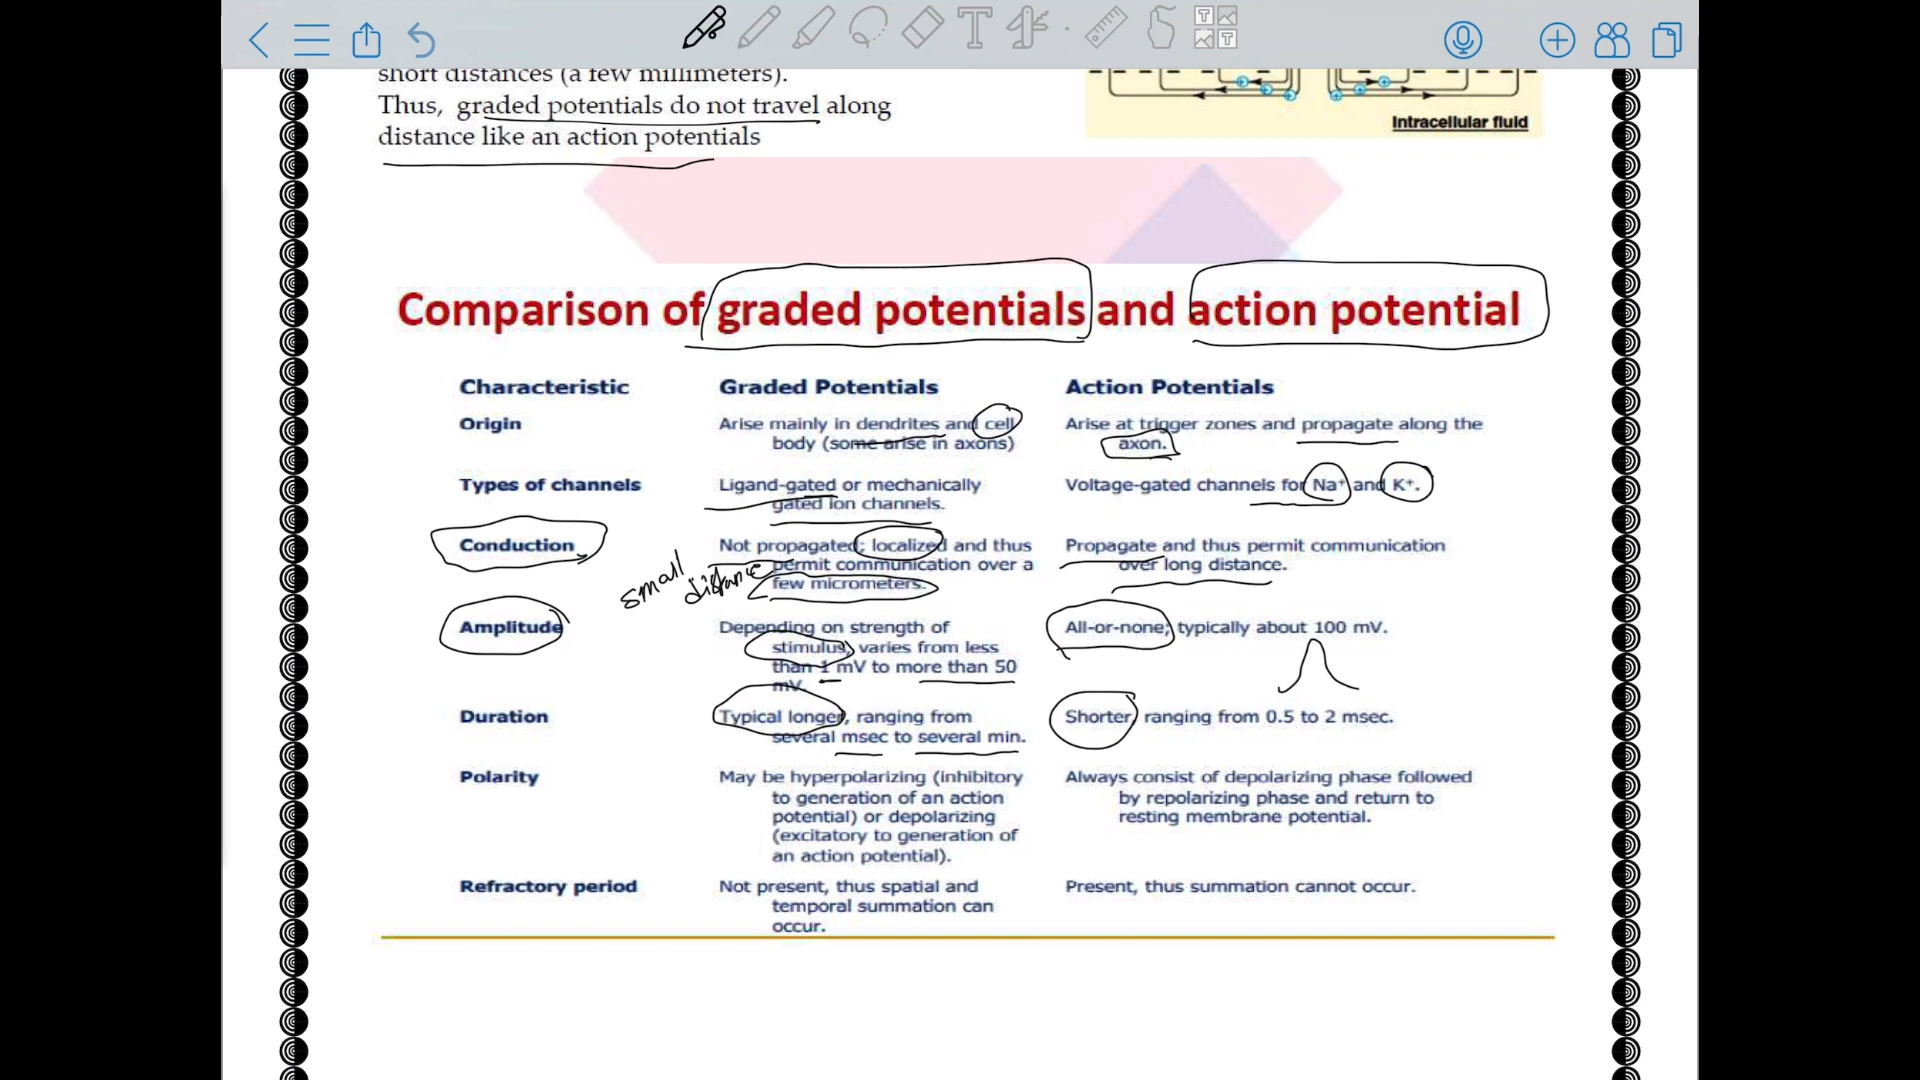 short distances (a few millimeters).
Thus, graded potentials do not travel along
distance like an action potentials
Intracellular fluid
Comparison of graded potentials and action potential
Characteristic Graded Potentials Action Potentials
Origin Arise mainly in dendrites and cell Arise at trigger zones and propagate along the
body (some arise in axons) axon.
Types of channels Ligand-gated or mechanically Voltage-gated channels for Na⁺ and K⁺.
gated ion channels.
Conduction Not propagated; localized and thus Propagate and thus permit communication
permit communication over a over long distance.
few micrometers.
small
distance
Amplitude Depending on strength of All-or-none; typically about 100 mV.
stimulus, varies from less
than 1 mV to more than 50
mV.
Duration Typical longer, ranging from Shorter, ranging from 0.5 to 2 msec.
several msec to several min.
Polarity May be hyperpolarizing (inhibitory Always consist of depolarizing phase followed
to generation of an action by repolarizing phase and return to
potential) or depolarizing resting membrane potential.
(excitatory to generation of
an action potential).
Refractory period Not present, thus spatial and Present, thus summation cannot occur.
temporal summation can
occur.